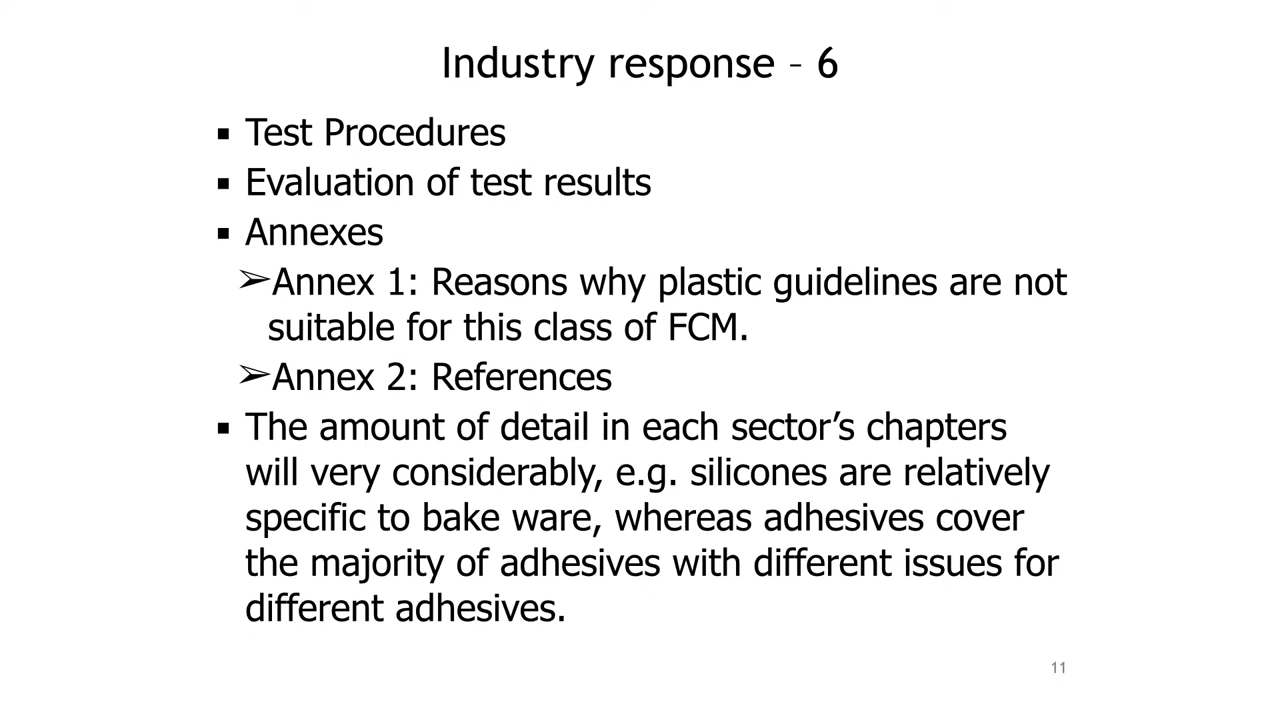 Industry response – 6
▪ Test Procedures
▪ Evaluation of test results
▪ Annexes
➢Annex 1: Reasons why plastic guidelines are not
suitable for this class of FCM.
➢Annex 2: References
▪ The amount of detail in each sector’s chapters
will very considerably, e.g. silicones are relatively
specific to bake ware, whereas adhesives cover
the majority of adhesives with different issues for
different adhesives.
11